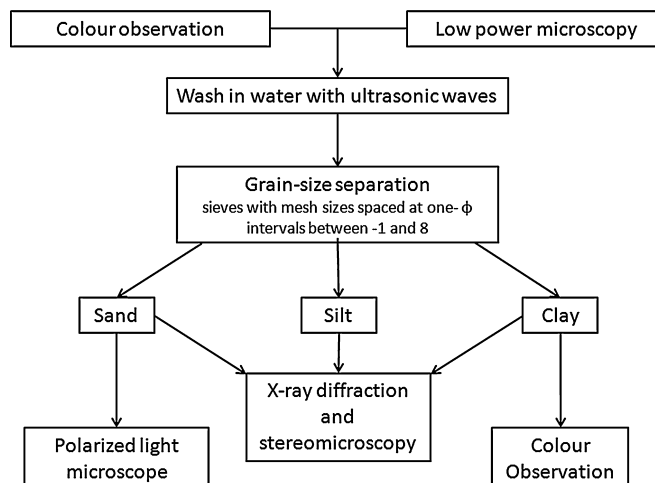 Colour observation
Low power microscopy
Wash in water with ultrasonic waves
Grain-size separation
sieves with mesh sizes spaced at one- ϕ
intervals between -1 and 8
Sand
Silt
Clay
X-ray diffraction
and
stereomicroscopy
Polarized light
microscope
Colour
Observation